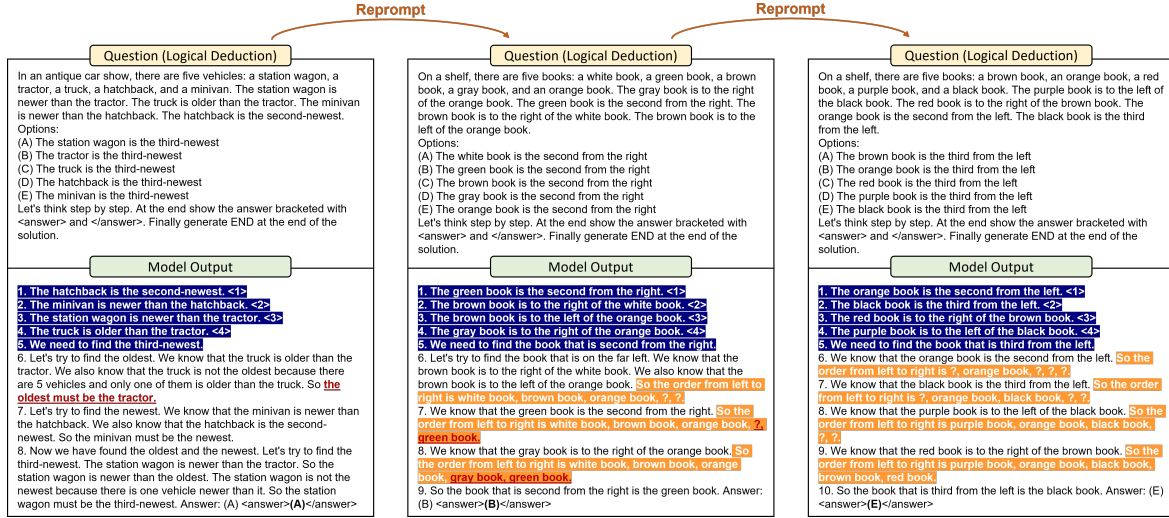 Reprompt
Reprompt
Question (Logical Deduction)
In an antique car show, there are five vehicles: a station wagon, a
tractor, a truck, a hatchback, and a minivan. The station wagon is
newer than the tractor. The truck is older than the tractor. The minivan
is newer than the hatchback. The hatchback is the second-newest.
Options:
(A) The station wagon is the third-newest
(B) The tractor is the third-newest
(C) The truck is the third-newest
(D) The hatchback is the third-newest
(E) The minivan is the third-newest
Let's think step by step. At the end show the answer bracketed with
<answer> and </answer>. Finally generate END at the end of the
solution.
Model Output
1. The hatchback is the second-newest. <1>
2. The minivan is newer than the hatchback. <2>
3. The station wagon is newer than the tractor. <3>
4. The truck is older than the tractor. <4>
5. We need to find the third-newest.
6. Let's try to find the oldest. We know that the truck is older than the
tractor. We also know that the truck is not the oldest because there
are 5 vehicles and only one of them is older than the truck. So the
oldest must be the tractor.
7. Let's try to find the newest. We know that the minivan is newer than
the hatchback. We also know that the hatchback is the second-
newest. So the minivan must be the newest.
8. Now we have found the oldest and the newest. Let's try to find the
third-newest. The station wagon is newer than the tractor. So the
station wagon is newer than the oldest. The station wagon is not the
newest because there is one vehicle newer than it. So the station
wagon must be the third-newest. Answer: (A) <answer>(A)</answer>
Question (Logical Deduction)
On a shelf, there are five books: a white book, a green book, a brown
book, a gray book, and an orange book. The gray book is to the right
of the orange book. The green book is the second from the right. The
brown book is to the right of the white book. The brown book is to the
left of the orange book.
Options:
(A) The white book is the second from the right
(B) The green book is the second from the right
(C) The brown book is the second from the right
(D) The gray book is the second from the right
(E) The orange book is the second from the right
Let's think step by step. At the end show the answer bracketed with
<answer> and </answer>. Finally generate END at the end of the
solution.
Model Output
1. The green book is the second from the right. <1>
2. The brown book is to the right of the white book. <2>
3. The brown book is to the left of the orange book. <3>
4. The gray book is to the right of the orange book. <4>
5. We need to find the book that is second from the right.
6. Let's try to find the book that is on the far left. We know that the
brown book is to the right of the white book. We also know that the
brown book is to the left of the orange book. So the order from left to
right is white book, brown book, orange book, ?, ?.
7. We know that the green book is the second from the right. So the
order from left to right is white book, brown book, orange book, ?,
green book.
8. We know that the gray book is to the right of the orange book. So
the order from left to right is white book, brown book, orange
book, gray book, green book.
9. So the book that is second from the right is the green book. Answer:
(B) <answer>(B)</answer>
Question (Logical Deduction)
On a shelf, there are five books: a brown book, an orange book, a red
book, a purple book, and a black book. The purple book is to the left of
the black book. The red book is to the right of the brown book. The
orange book is the second from the left. The black book is the third
from the left.
Options:
(A) The brown book is the third from the left
(B) The orange book is the third from the left
(C) The red book is the third from the left
(D) The purple book is the third from the left
(E) The black book is the third from the left
Let's think step by step. At the end show the answer bracketed with
<answer> and </answer>. Finally generate END at the end of the
solution.
Model Output
1. The orange book is the second from the left. <1>
2. The black book is the third from the left. <2>
3. The red book is to the right of the brown book. <3>
4. The purple book is to the left of the black book. <4>
5. We need to find the book that is third from the left.
6. We know that the orange book is the second from the left. So the
order from left to right is ?, orange book, ?, ?, ?.
7. We know that the black book is the third from the left. So the order
from left to right is ?, orange book, black book, ?, ?.
8. We know that the purple book is to the left of the black book. So the
order from left to right is purple book, orange book, black book,
?, ?.
9. We know that the red book is to the right of the brown book. So the
order from left to right is purple book, orange book, black book,
brown book, red book.
10. So the book that is third from the left is the black book. Answer: (E)
<answer>(E)</answer>